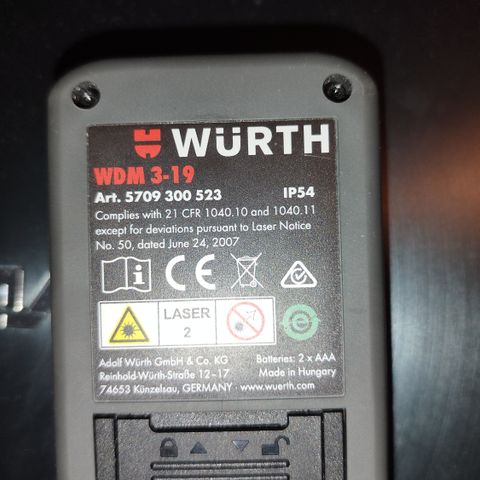 WÜRTH
WDM 3-19
Art. 5709 300 523 IP54
Complies with 21 CFR 1040.10 and 1040.11
except for deviations pursuant to Laser Notice
No. 50, dated June 24, 2007
i CE
LASER
2
e
Adolf Würth GmbH & Co. KG Batteries: 2 x AAA
Reinhold-Würth-Straße 12–17 Made in Hungary
74653 Künzelsau, GERMANY · www.wuerth.com